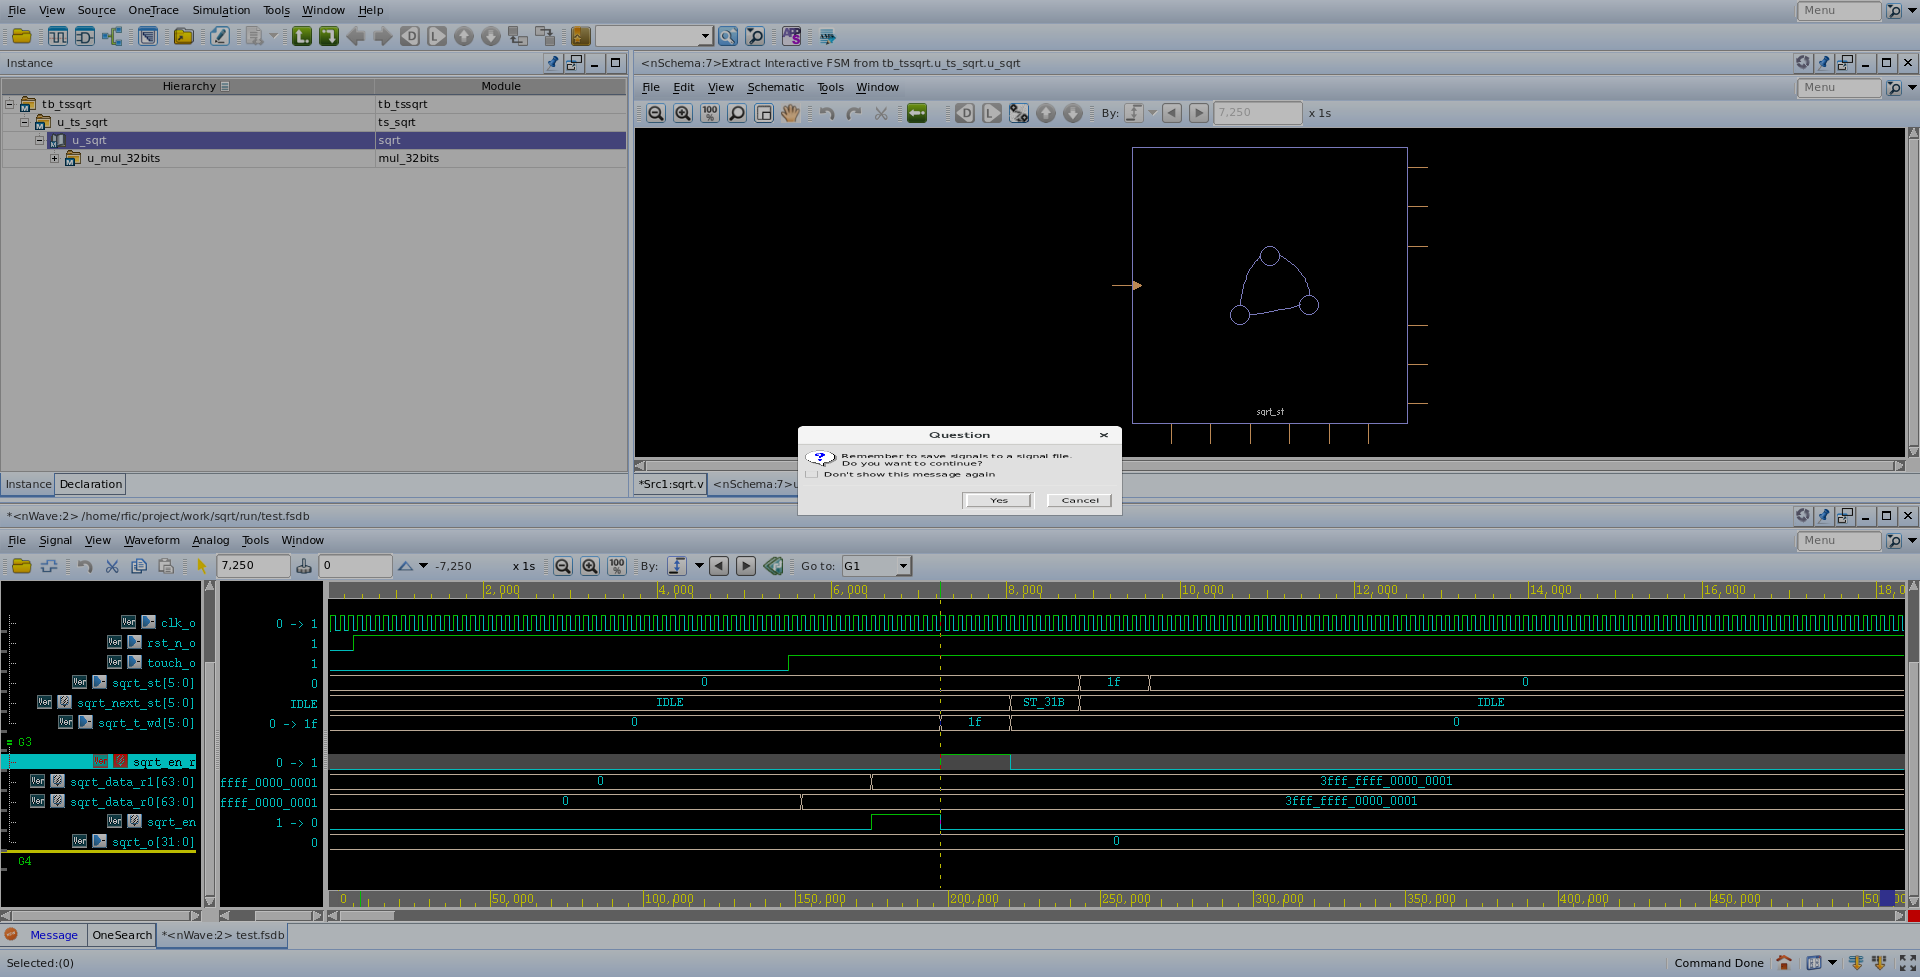 File View Source OneTrace Simulation Tools Window Help
Menu
Instance
Hierarchy Module
tb_tssqrt tb_tssqrt
u_ts_sqrt ts_sqrt
u_sqrt sqrt
u_mul_32bits mul_32bits
Instance Declaration
<nSchema:7>Extract Interactive FSM from tb_tssqrt.u_ts_sqrt.u_sqrt
File Edit View Schematic Tools Window
Menu
100%
By: 7,250 x 1s
sqrt_st
*Src1:sqrt.v <nSchema:7>u
Question
Remember to save signals to a signal file.
Do you want to continue?
Don't show this message again
Yes Cancel
*<nWave:2> /home/rfic/project/work/sqrt/run/test.fsdb
File Signal View Waveform Analog Tools Window
Menu
7,250 0 -7,250 x 1s 100% By: Go to: G1
2,000 4,000 6,000 8,000 10,000 12,000 14,000 16,000 18,0
clk_o 0 -> 1
rst_n_o 1
touch_o 1
sqrt_st[5:0] 0 0 1f 0
sqrt_next_st[5:0] IDLE IDLE ST_31B IDLE
sqrt_t_wd[5:0] 0 -> 1f 0 1f 0
G3
sqrt_en_r 0 -> 1
sqrt_data_r1[63:0] ffff_0000_0001 0 3fff_ffff_0000_0001
sqrt_data_r0[63:0] ffff_0000_0001 0 3fff_ffff_0000_0001
sqrt_en 1 -> 0
sqrt_o[31:0] 0 0
G4
0 50,000 100,000 150,000 200,000 250,000 300,000 350,000 400,000 450,000
Message OneSearch *<nWave:2> test.fsdb
Selected:(0)
Command Done